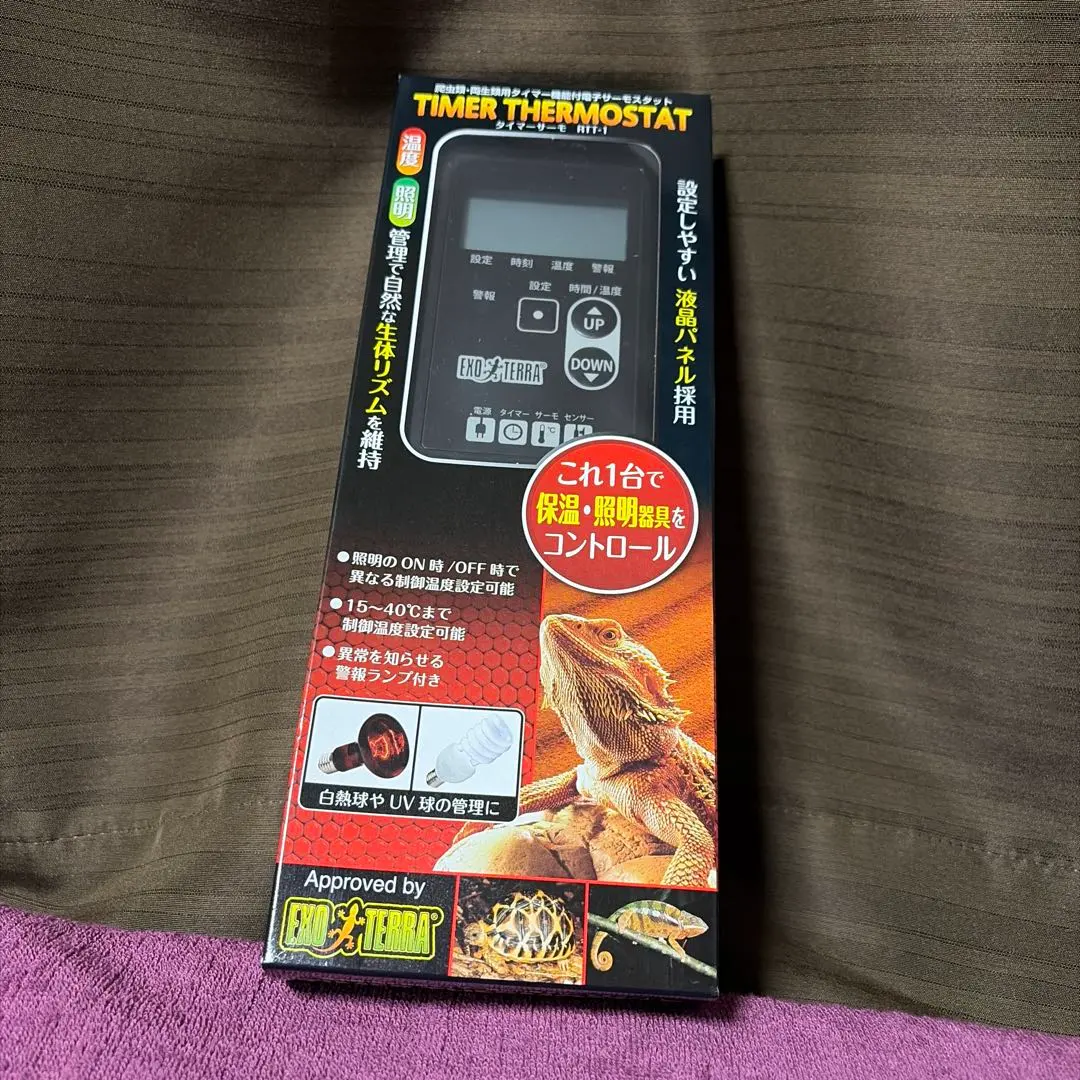 爬虫類・両生類用タイマー機能付電子サーモスタット
TIMER THERMOSTAT
タイマーサーモ RTT-1
温度
照明
管理で自然な生体リズムを維持
設定しやすい液晶パネル採用
設定 時刻 温度 警報
警報 設定 時間/温度
UP
DOWN
EXO TERRA®
電源 タイマー サーモ センサー
℃
これ1台で
保温・照明器具を
コントロール
●照明のON時/OFF時で
異なる制御温度設定可能
●15〜40℃まで
制御温度設定可能
●異常を知らせる
警報ランプ付き
白熱球やUV球の管理に
Approved by
EXO TERRA®